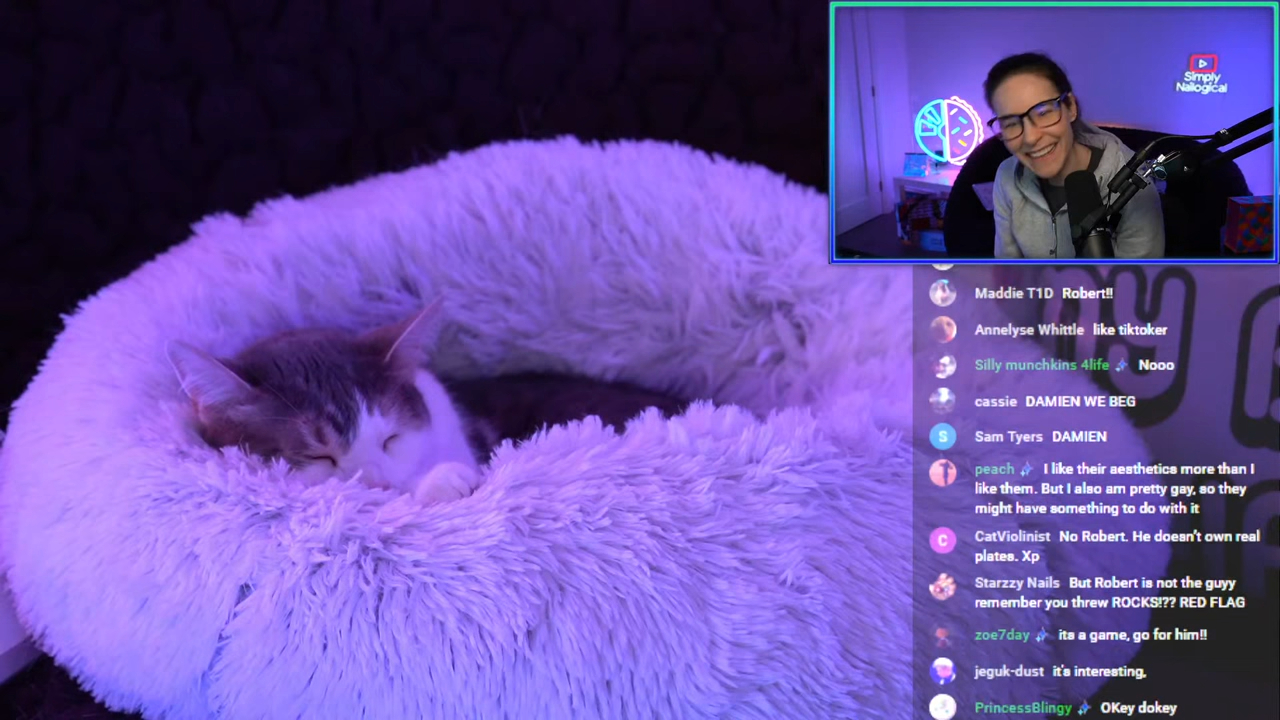 Simply
Nailogical
Maddie T1D Robert!!
Annelyse Whittle like tiktoker
Silly munchkins 4life Nooo
cassie DAMIEN WE BEG
S Sam Tyers DAMIEN
peach I like their aesthetics more than I
like them. But I also am pretty gay, so they
might have something to do with it
C CatViolinist No Robert. He doesn't own real
plates. Xp
Starzzy Nails But Robert is not the guyy
remember you threw ROCKS!?? RED FLAG
zoe7day its a game, go for him!!
jeguk-dust it's interesting,
PrincessBlingy OKey dokey